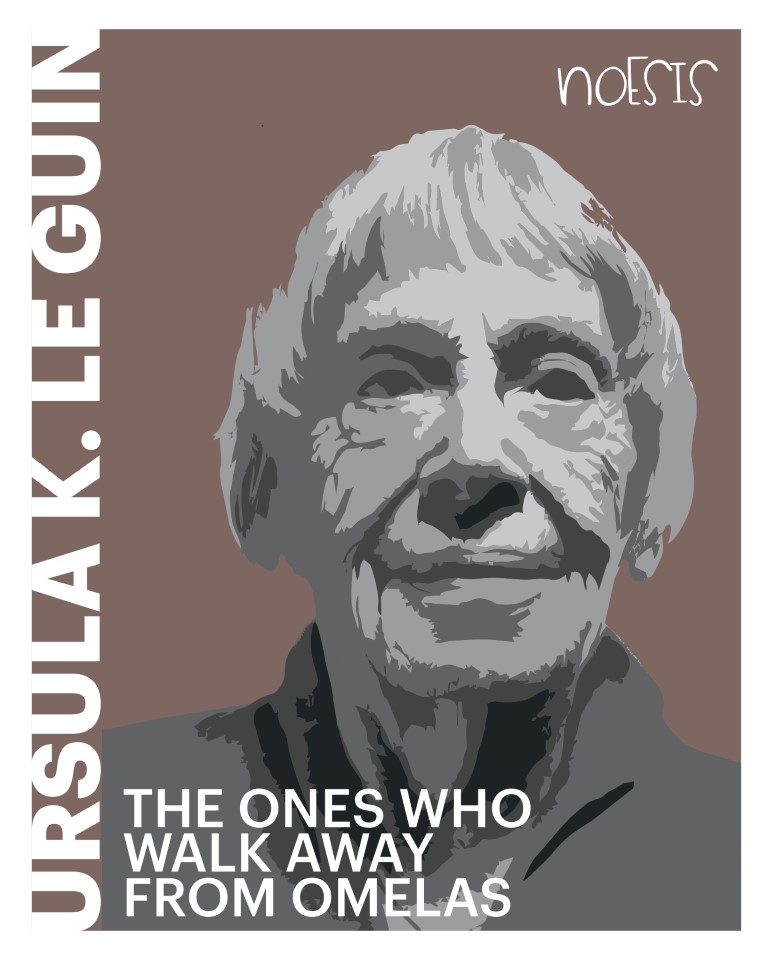 noESIS
URSULA K. LE GUIN
THE ONES WHO
WALK AWAY
FROM OMELAS